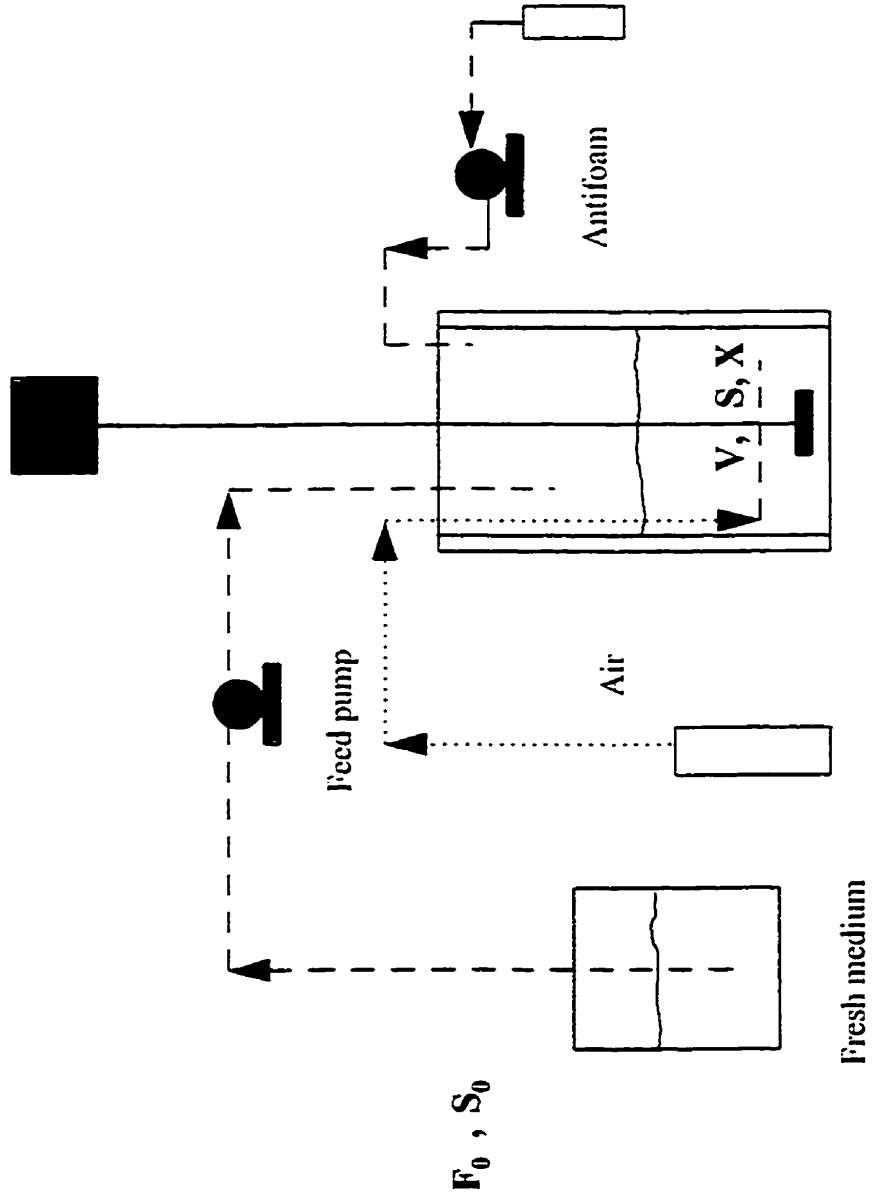 F₀ , S₀
Fresh medium
Feed pump
Air
V, S, X
Antifoam